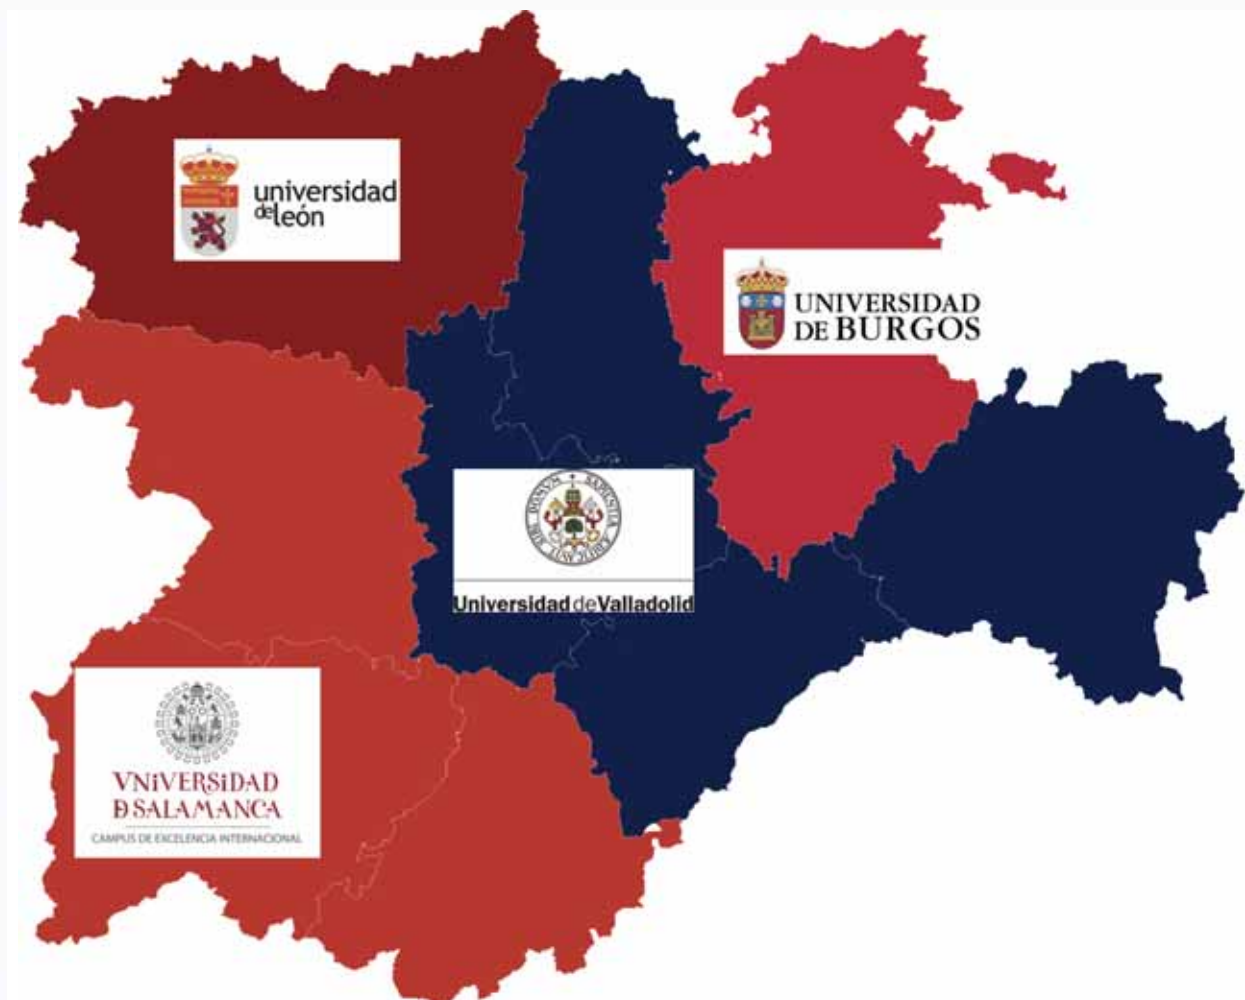 universidad
de león
UNIVERSIDAD
DE BURGOS
Universidad de Valladolid
VNiVERSiDAD
D SALAMANCA
CAMPUS DE EXCELENCIA INTERNACIONAL